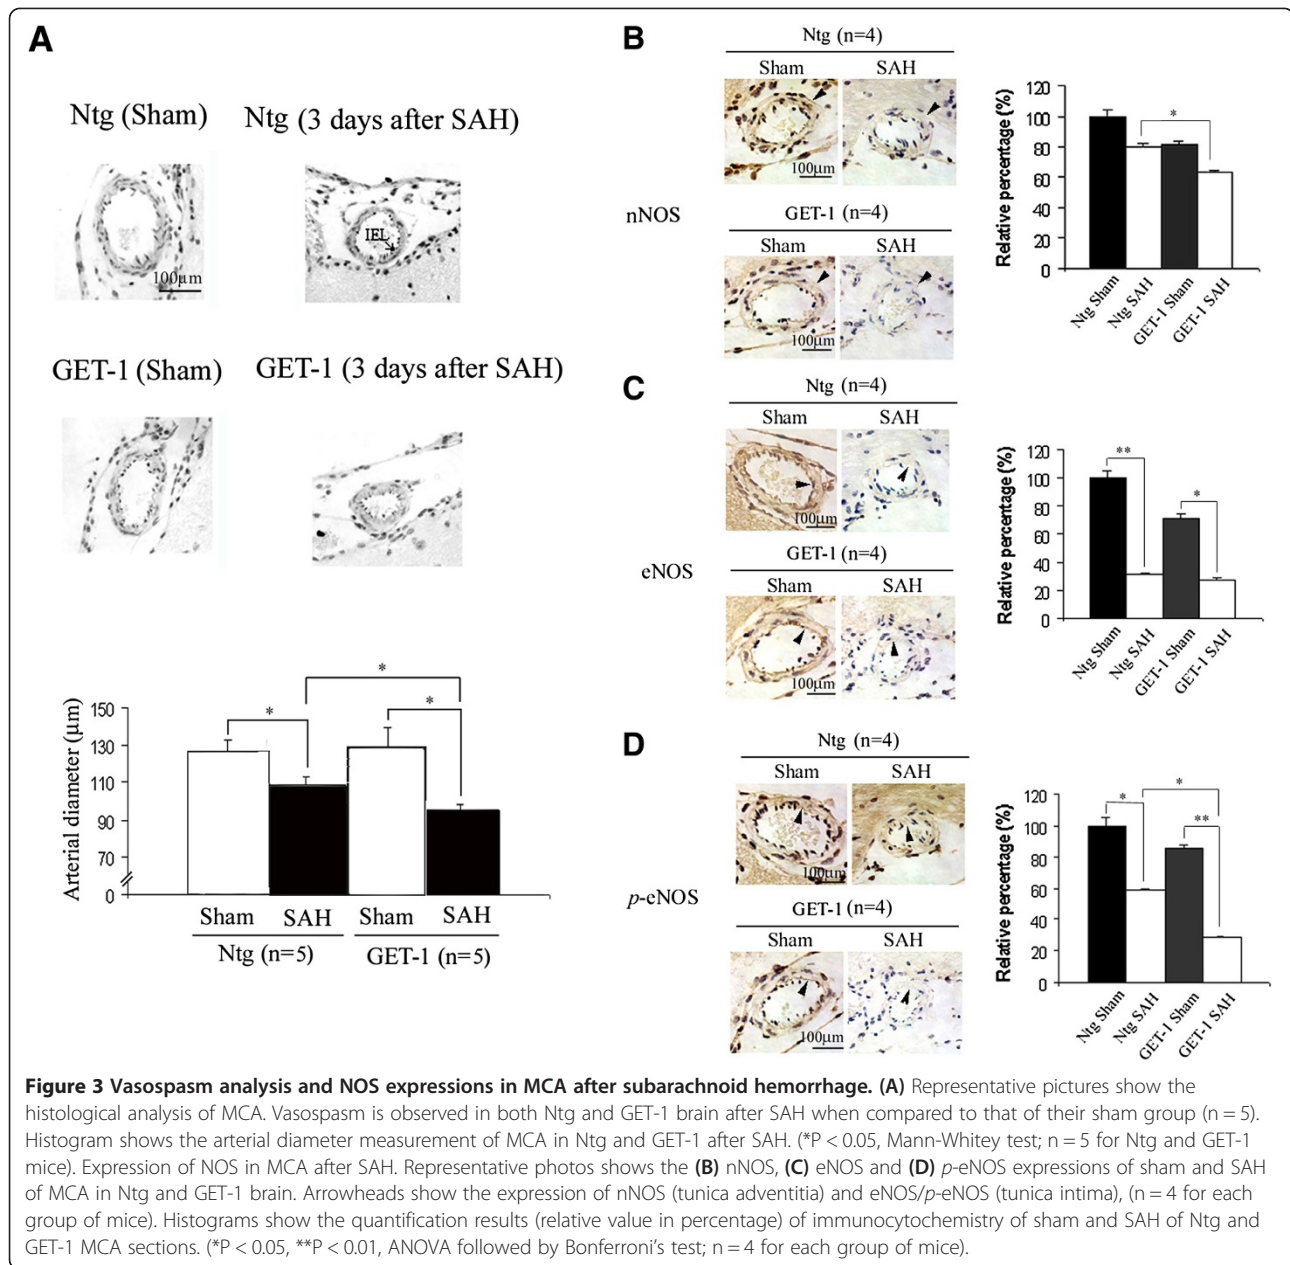 A
Ntg (Sham)
Ntg (3 days after SAH)
100μm
IEL
GET-1 (Sham)
GET-1 (3 days after SAH)
Arterial diameter (μm)
150
130
110
90
70
0
*
*
*
Sham
SAH
Sham
SAH
Ntg (n=5)
GET-1 (n=5)
B
Ntg (n=4)
Sham
SAH
100μm
nNOS
GET-1 (n=4)
Sham
SAH
100μm
Relative percentage (%)
120
100
80
60
40
20
0
*
Ntg Sham
Ntg SAH
GET-1 Sham
GET-1 SAH
C
Ntg (n=4)
Sham
SAH
100μm
eNOS
GET-1 (n=4)
Sham
SAH
100μm
Relative percentage (%)
120
100
80
60
40
20
0
**
*
Ntg Sham
Ntg SAH
GET-1 Sham
GET-1 SAH
D
Ntg (n=4)
Sham
SAH
100μm
p-eNOS
GET-1 (n=4)
Sham
SAH
100μm
Relative percentage (%)
120
100
80
60
40
20
0
*
*
**
Ntg Sham
Ntg SAH
GET-1 Sham
GET-1 SAH
Figure 3 Vasospasm analysis and NOS expressions in MCA after subarachnoid hemorrhage. (A) Representative pictures show the
histological analysis of MCA. Vasospasm is observed in both Ntg and GET-1 brain after SAH when compared to that of their sham group (n = 5).
Histogram shows the arterial diameter measurement of MCA in Ntg and GET-1 after SAH. (*P < 0.05, Mann-Whitey test; n = 5 for Ntg and GET-1
mice). Expression of NOS in MCA after SAH. Representative photos shows the (B) nNOS, (C) eNOS and (D) p-eNOS expressions of sham and SAH
of MCA in Ntg and GET-1 brain. Arrowheads show the expression of nNOS (tunica adventitia) and eNOS/p-eNOS (tunica intima), (n = 4 for each
group of mice). Histograms show the quantification results (relative value in percentage) of immunocytochemistry of sham and SAH of Ntg and
GET-1 MCA sections. (*P < 0.05, **P < 0.01, ANOVA followed by Bonferroni's test; n = 4 for each group of mice).